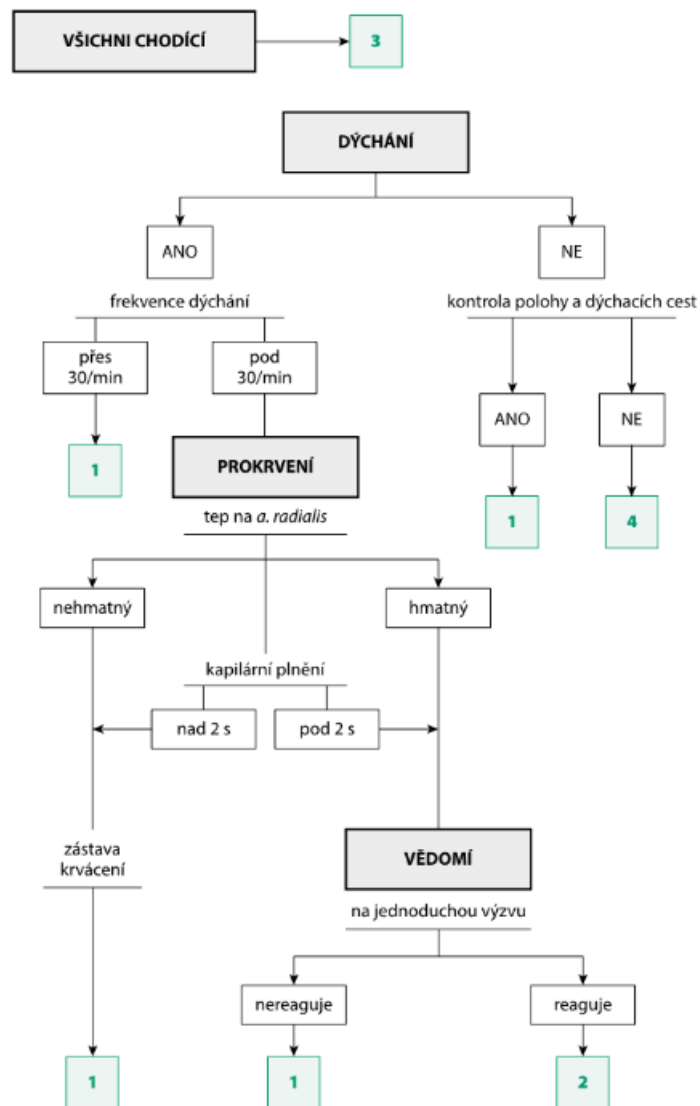 VŠICHNI CHODÍCÍ
3
DÝCHÁNÍ
ANO
NE
frekvence dýchání
kontrola polohy a dýchacích cest
přes
30/min
pod
30/min
ANO
NE
1
PROKRVENÍ
1
4
tep na a. radialis
nehmatný
hmatný
kapilární plnění
nad 2 s
pod 2 s
zástava
krvácení
VĚDOMÍ
na jednoduchou výzvu
nereaguje
reaguje
1
1
2